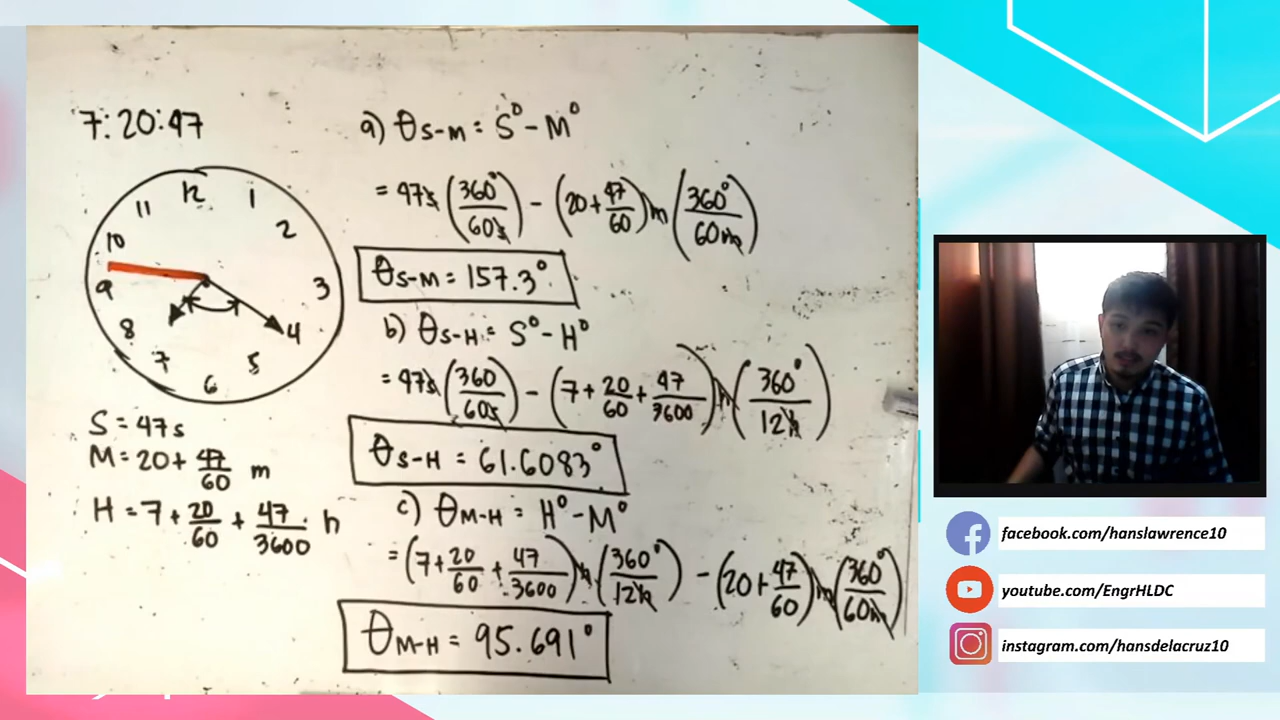 7:20:47
12
1
2
3
4
5
6
7
8
9
10
11
S = 47s
M = 20 + 47/60 m
H = 7 + 20/60 + 47/3600 h
a) θS-M = S° - M°
= 47s (360°/60s) - (20 + 47/60)m (360°/60m)
θS-M = 157.3°
b) θS-H = S° - H°
= 47s (360/60s) - (7 + 20/60 + 47/3600)h (360°/12h)
θS-H = 61.6083°
c) θM-H = H° - M°
= (7 + 20/60 + 47/3600)h (360°/12h) - (20 + 47/60)m (360°/60m)
θM-H = 95.691°
facebook.com/hanslawrence10
youtube.com/EngrHLDC
instagram.com/hansdelacruz10